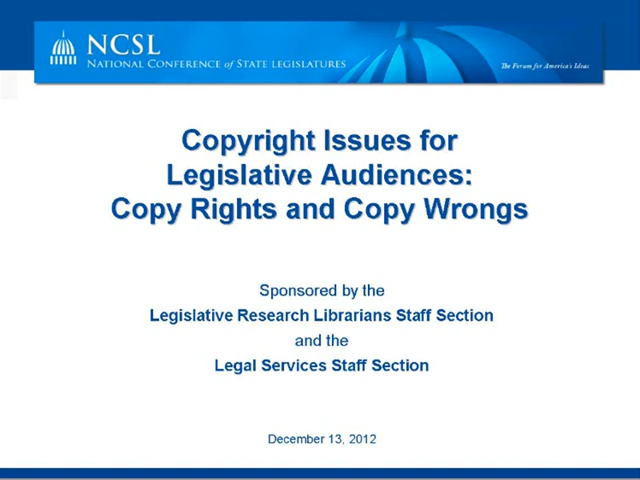 NCSL
NATIONAL CONFERENCE of STATE LEGISLATURES
The Forum for America's Ideas
Copyright Issues for
Legislative Audiences:
Copy Rights and Copy Wrongs
Sponsored by the
Legislative Research Librarians Staff Section
and the
Legal Services Staff Section
December 13, 2012